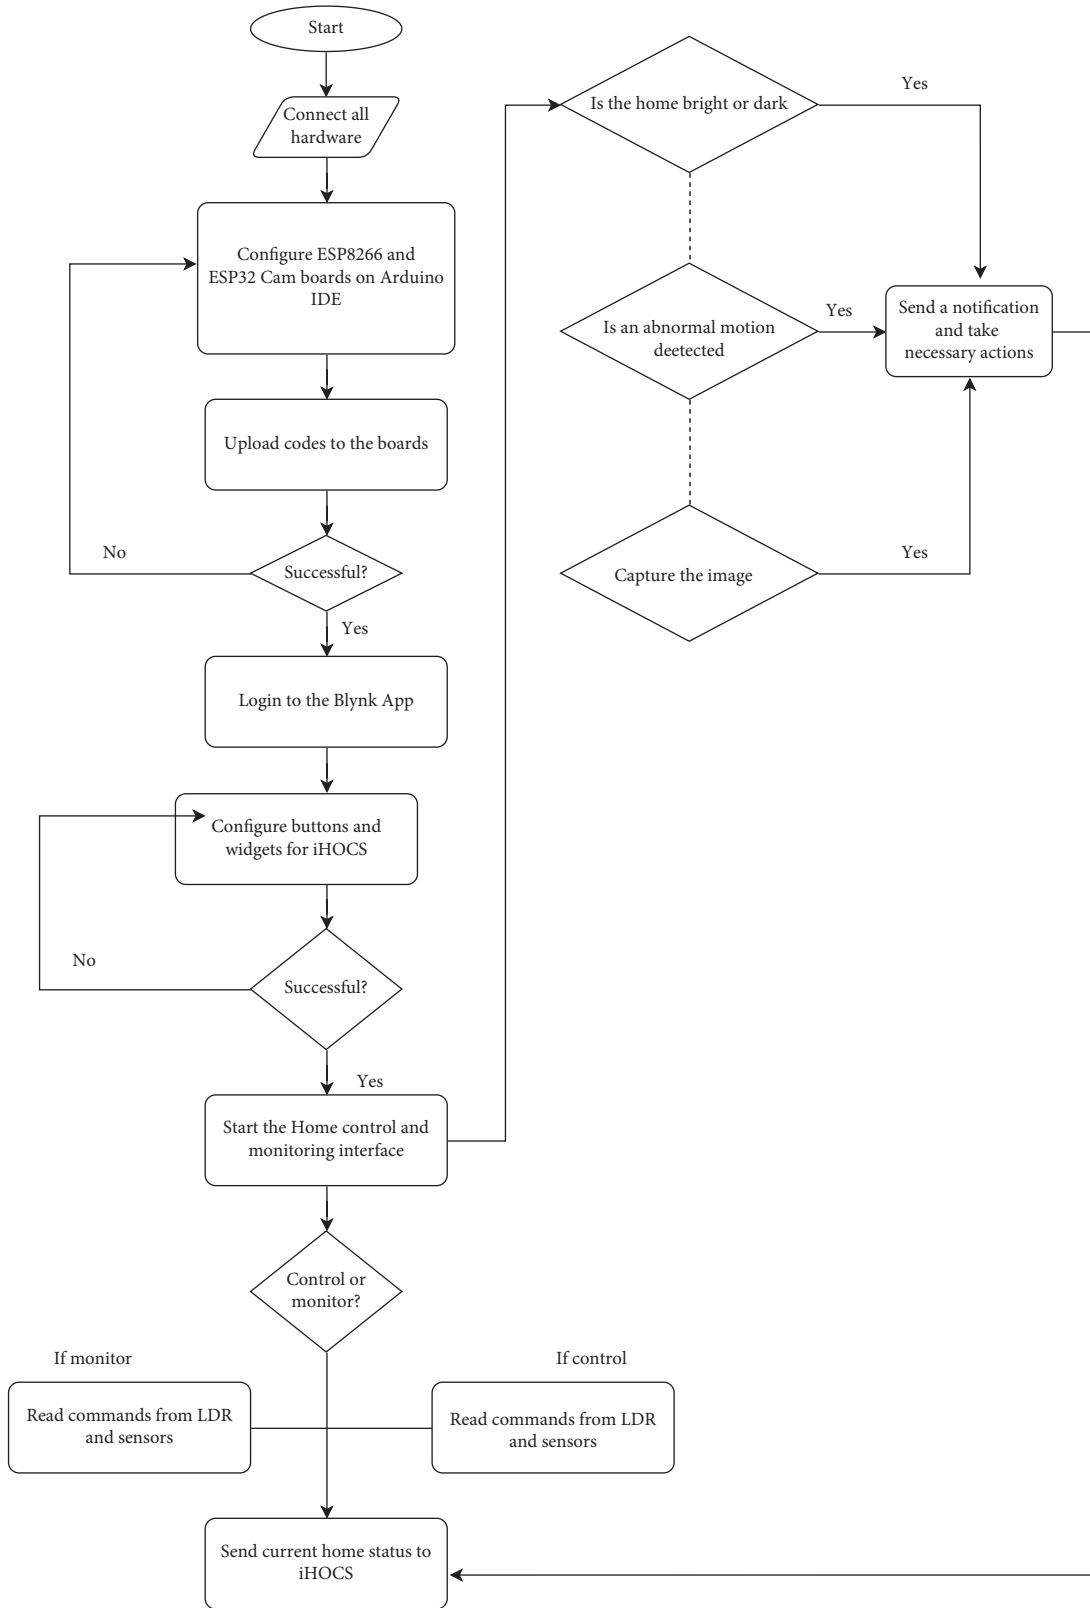 Start
Connect all
hardware
Configure ESP8266 and
ESP32 Cam boards on Arduino
IDE
Upload codes to the boards
No
Successful?
Yes
Login to the Blynk App
Configure buttons and
widgets for iHOCS
No
Successful?
Yes
Start the Home control and
monitoring interface
Control or
monitor?
If monitor
If control
Read commands from LDR
and sensors
Read commands from LDR
and sensors
Send current home status to
iHOCS
Is the home bright or dark
Yes
Is an abnormal motion
deetected
Yes
Send a notification
and take
necessary actions
Capture the image
Yes